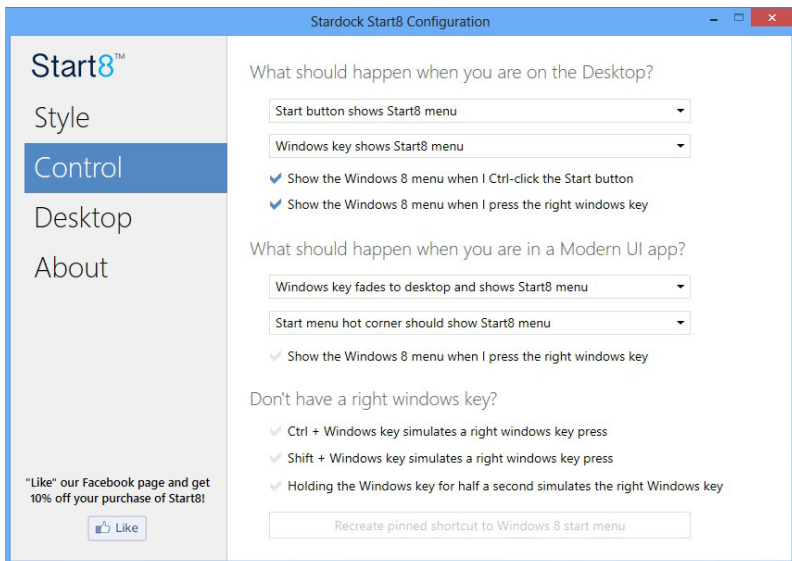 Stardock Start8 Configuration
Start8™
Style
Control
Desktop
About
"Like" our Facebook page and get
10% off your purchase of Start8!
Like
What should happen when you are on the Desktop?
Start button shows Start8 menu
Windows key shows Start8 menu
Show the Windows 8 menu when I Ctrl-click the Start button
Show the Windows 8 menu when I press the right windows key
What should happen when you are in a Modern UI app?
Windows key fades to desktop and shows Start8 menu
Start menu hot corner should show Start8 menu
Show the Windows 8 menu when I press the right windows key
Don't have a right windows key?
Ctrl + Windows key simulates a right windows key press
Shift + Windows key simulates a right windows key press
Holding the Windows key for half a second simulates the right Windows key
Recreate pinned shortcut to Windows 8 start menu